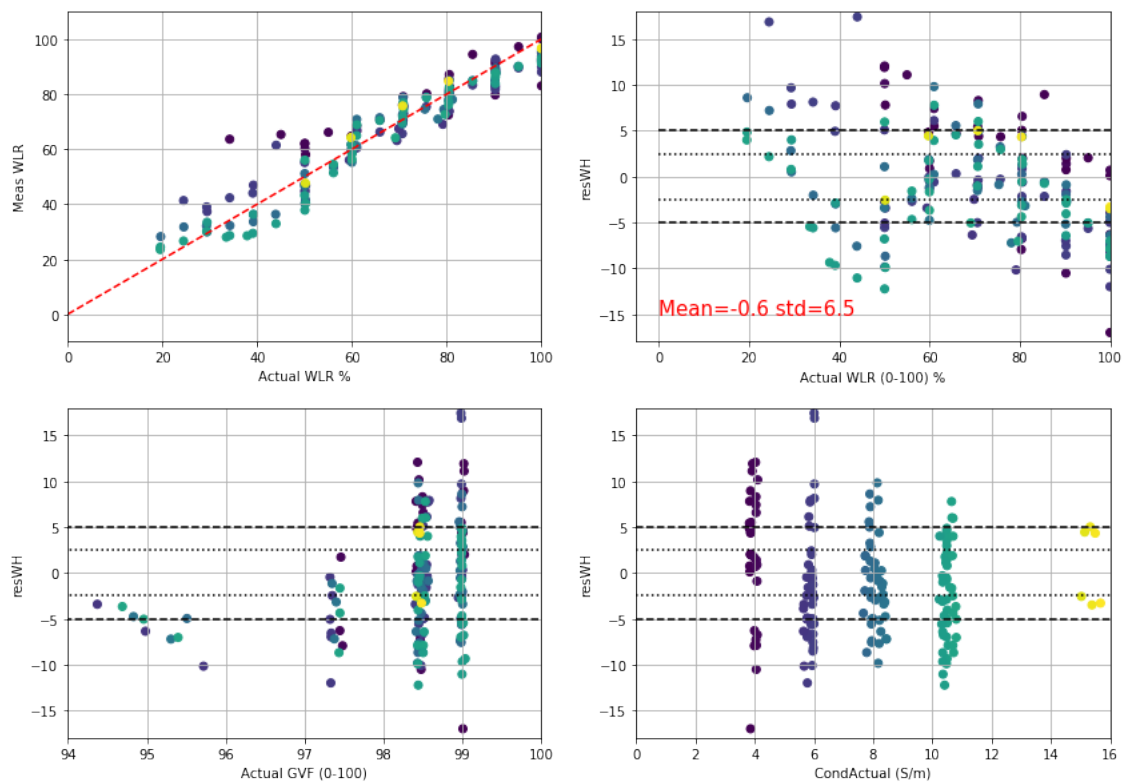 100
80
60
40
20
0
Meas WLR
0 20 40 60 80 100
Actual WLR %
15
10
5
0
−5
−10
−15
resWH
Mean=-0.6 std=6.5
0 20 40 60 80 100
Actual WLR (0-100) %
15
10
5
0
−5
−10
−15
resWH
94 95 96 97 98 99 100
Actual GVF (0-100)
15
10
5
0
−5
−10
−15
resWH
0 2 4 6 8 10 12 14 16
CondActual (S/m)